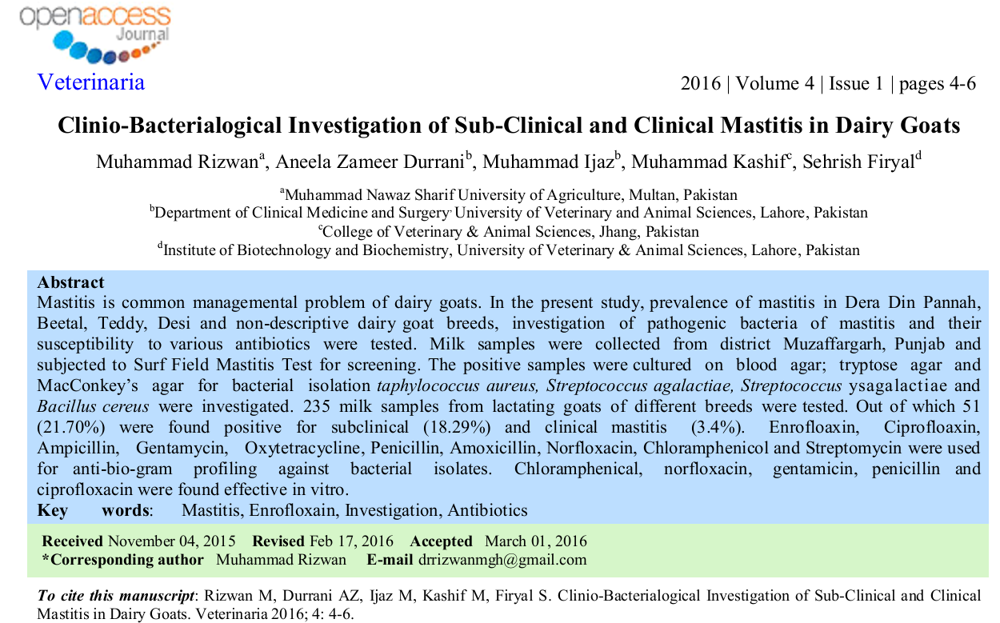 openaccess
Journal
Veterinaria
2016 | Volume 4 | Issue 1 | pages 4-6
Clinio-Bacterialogical Investigation of Sub-Clinical and Clinical Mastitis in Dairy Goats
Muhammad Rizwanᵃ, Aneela Zameer Durraniᵇ, Muhammad Ijazᵇ, Muhammad Kashifᶜ, Sehrish Firyalᵈ
ᵃMuhammad Nawaz Sharif University of Agriculture, Multan, Pakistan
ᵇDepartment of Clinical Medicine and Surgery, University of Veterinary and Animal Sciences, Lahore, Pakistan
ᶜCollege of Veterinary & Animal Sciences, Jhang, Pakistan
ᵈInstitute of Biotechnology and Biochemistry, University of Veterinary & Animal Sciences, Lahore, Pakistan
Abstract
Mastitis is common managemental problem of dairy goats. In the present study, prevalence of mastitis in Dera Din Pannah,
Beetal, Teddy, Desi and non-descriptive dairy goat breeds, investigation of pathogenic bacteria of mastitis and their
susceptibility to various antibiotics were tested. Milk samples were collected from district Muzaffargarh, Punjab and
subjected to Surf Field Mastitis Test for screening. The positive samples were cultured on blood agar; tryptose agar and
MacConkey's agar for bacterial isolation taphylococcus aureus, Streptococcus agalactiae, Streptococcus ysagalactiae and
Bacillus cereus were investigated. 235 milk samples from lactating goats of different breeds were tested. Out of which 51
(21.70%) were found positive for subclinical (18.29%) and clinical mastitis (3.4%). Enrofloaxin, Ciprofloaxin,
Ampicillin, Gentamycin, Oxytetracycline, Penicillin, Amoxicillin, Norfloxacin, Chloramphenicol and Streptomycin were used
for anti-bio-gram profiling against bacterial isolates. Chloramphenical, norfloxacin, gentamicin, penicillin and
ciprofloxacin were found effective in vitro.
Key words: Mastitis, Enrofloxain, Investigation, Antibiotics
Received November 04, 2015 Revised Feb 17, 2016 Accepted March 01, 2016
*Corresponding author Muhammad Rizwan E-mail drrizwanmgh@gmail.com
To cite this manuscript: Rizwan M, Durrani AZ, Ijaz M, Kashif M, Firyal S. Clinio-Bacterialogical Investigation of Sub-Clinical and Clinical
Mastitis in Dairy Goats. Veterinaria 2016; 4: 4-6.